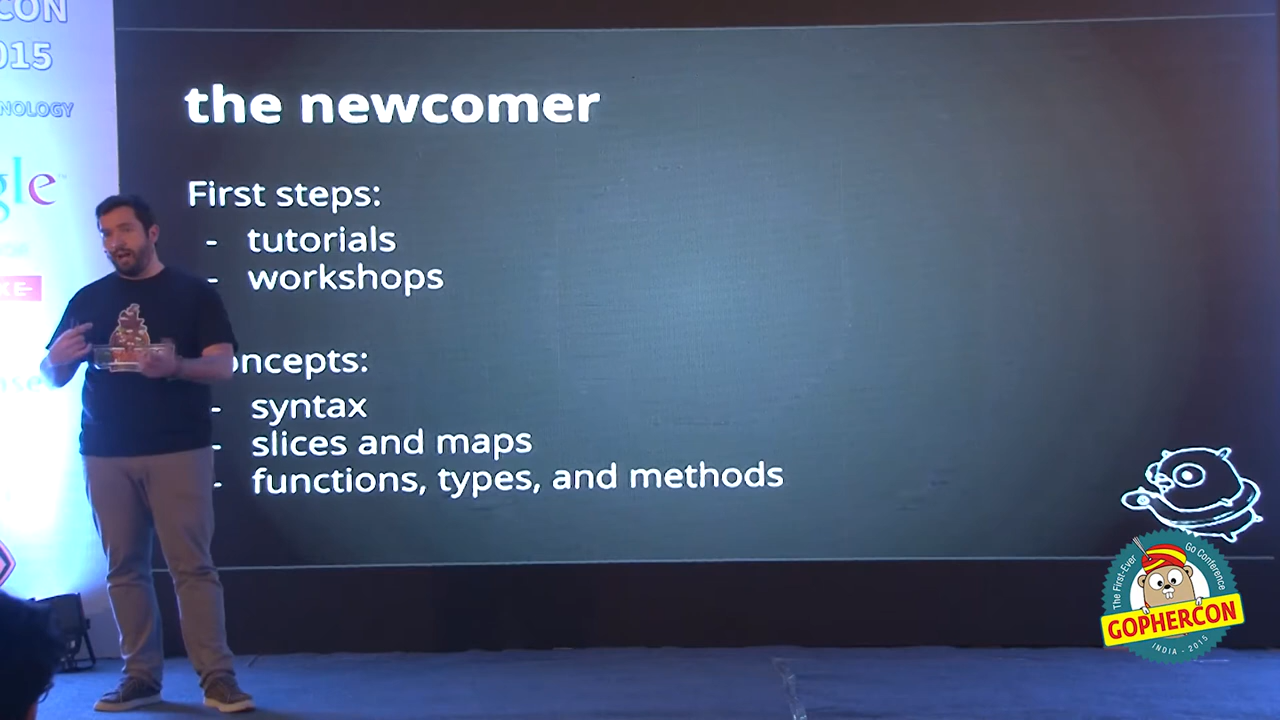 CON
015
NOLOGY
gle
the newcomer
First steps:
- tutorials
- workshops
oncepts:
- syntax
- slices and maps
- functions, types, and methods
The First-Ever Go Conference
GOPHERCON
INDIA - 2015